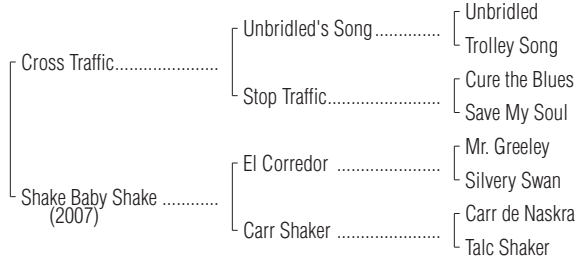 Unbridled
Unbridled's Song..............
Trolley Song
Cross Traffic......................
Cure the Blues
Stop Traffic........................
Save My Soul
Mr. Greeley
El Corredor ......................
Silvery Swan
Shake Baby Shake ............
(2007)
Carr de Naskra
Carr Shaker ......................
Talc Shaker